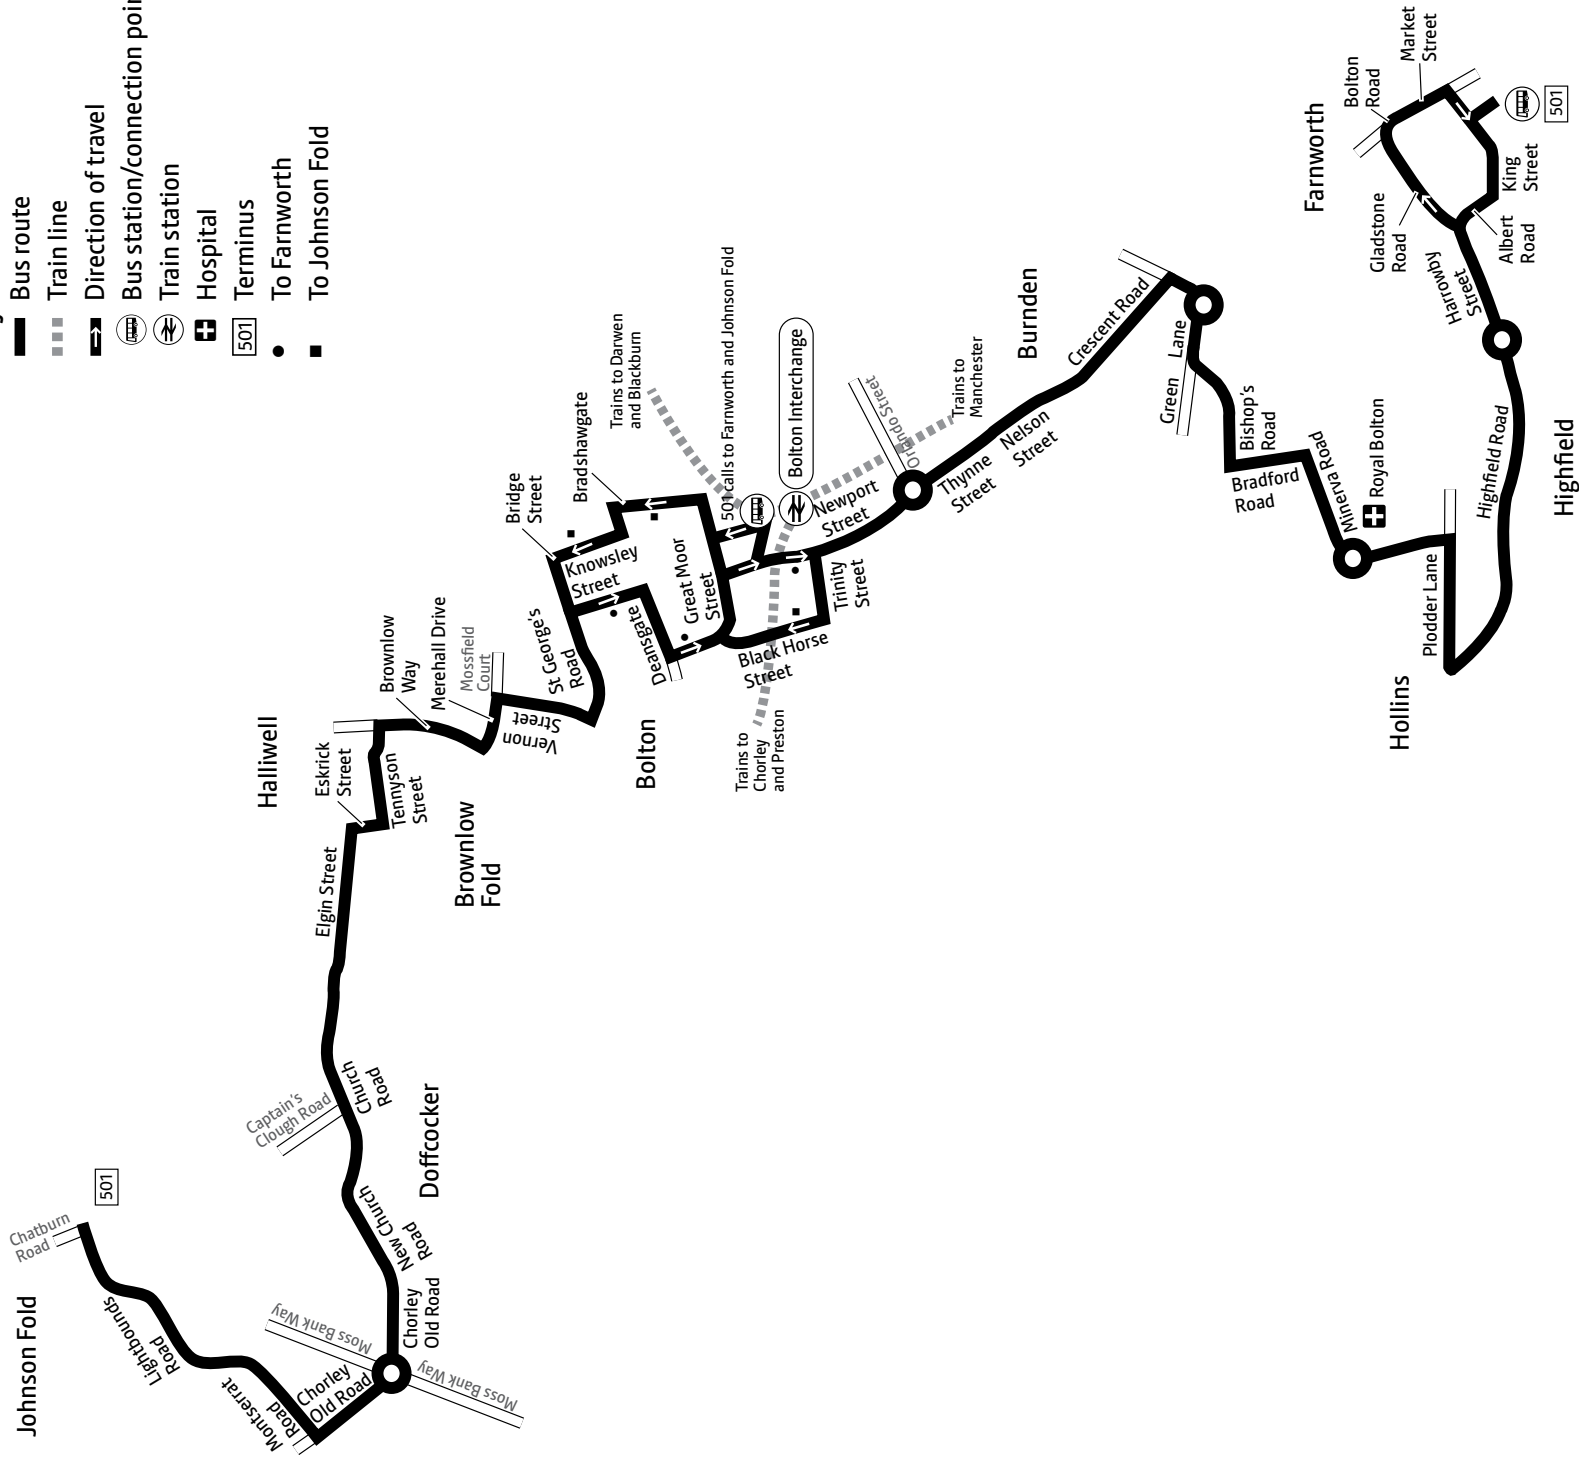 Bus route
Train line
Direction of travel
Bus station/connection poin
Train station
Hospital
501
Terminus
To Farnworth
To Johnson Fold
Johnson Fold
Chatburn
Road
501
Lightbounds
Road
Montserrat
Road
Chorley
Old Road
Moss Bank Way
Moss Bank Way
Chorley
Old Road
New Church
Road
Doffcocker
Captain's
Clough Road
Church
Road
Elgin Street
Halliwell
Eskrick
Street
Tennyson
Street
Brownlow
Fold
Brownlow
Way
Merehall Drive
Mossfield
Court
Vernon
Street
St George's
Road
Bolton
Bridge
Street
Bradshawgate
Knowsley
Street
Deansgate
Great Moor
Street
Trains to Darwen
and Blackburn
501 calls to Farnworth and Johnson Fold
Bolton Interchange
Black Horse
Street
Trains to
Chorley
and Preston
Trinity
Street
Newport
Street
Orlando Street
Trains to
Manchester
Thynne
Street
Nelson
Street
Burnden
Crescent Road
Green Lane
Bishop's
Road
Bradford
Road
Minerva Road
Royal Bolton
Plodder Lane
Hollins
Highfield Road
Highfield
Harrowby
Street
Farnworth
Gladstone
Road
Bolton
Road
Market
Street
Albert
Road
King
Street
501